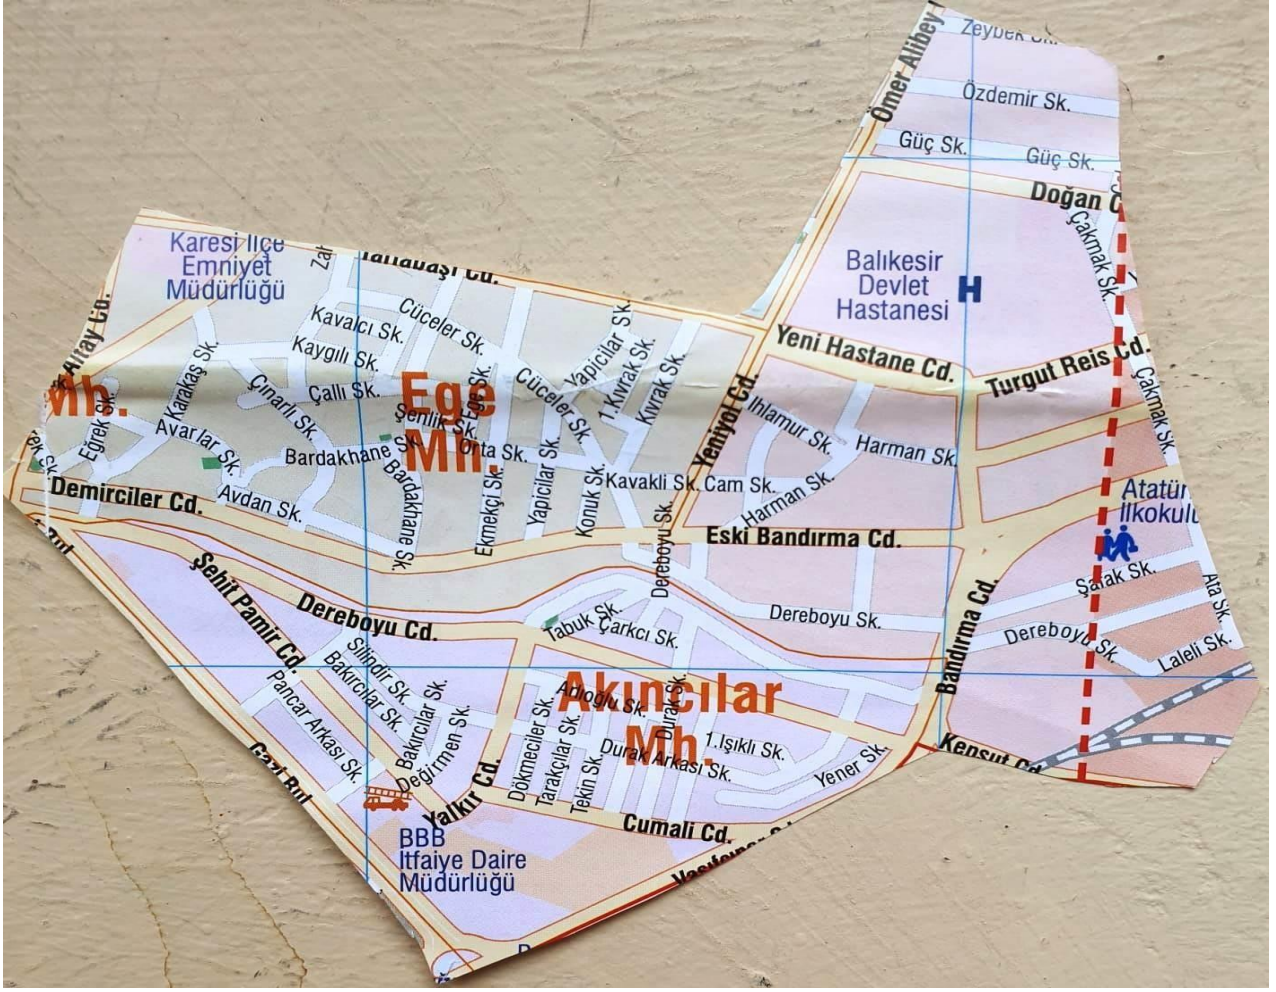 Ömer Alibey
Zeybek Sk.
Özdemir Sk.
Güç Sk.
Güç Sk.
Doğan C
Çakmak Sk.
Karesi İlçe
Emniyet
Müdürlüğü
Balıkesir
Devlet
Hastanesi
H
Altay Cd.
Kavalcı Sk.
Cüceler Sk.
Kaygılı Sk.
Yapıcılar Sk.
1.Kıvrak Sk.
Kıvrak Sk.
Yeni Hastane Cd.
Turgut Reis Cd.
Çakmak Sk.
Mh.
Karakaş Sk.
Çınarlı Sk.
Çallı Sk.
Ege
Mh.
Ege Sk.
Şenlik Sk.
Cüceler Sk.
Yeniyol Cd.
Ihlamur Sk.
Harman Sk.
Eğrek Sk.
Avarlar Sk.
Bardakhane Sk.
Orta Sk.
Bardakhane Sk.
Ekmekçi Sk.
Yapıcılar Sk.
Konuk Sk.
Kavaklı Sk.
Cam Sk.
Harman Sk.
Demirciler Cd.
Avdan Sk.
Dereboyu Sk.
Eski Bandırma Cd.
Atatür
İlkokulu
Şafak Sk.
Ata Sk.
Şehit Pamir Cd.
Dereboyu Cd.
Tabuk Sk.
Çarkcı Sk.
Dereboyu Sk.
Bandırma Cd.
Dereboyu Sk.
Laleli Sk.
Silindir Sk.
Bakırcılar Sk.
Pancar Arkası Sk.
Bakırcılar Sk.
Değirmen Sk.
Akıncılar
Mh.
Adıoğlu Sk.
Durak Sk.
Dökmeciler Sk.
Tarakçılar Sk.
Tekin Sk.
Durak Arkası Sk.
1.Işıklı Sk.
Yener Sk.
Kepsut Cd
Gazi Bul
Yalkır Cd.
Cumali Cd.
BBB
İtfaiye Daire
Müdürlüğü